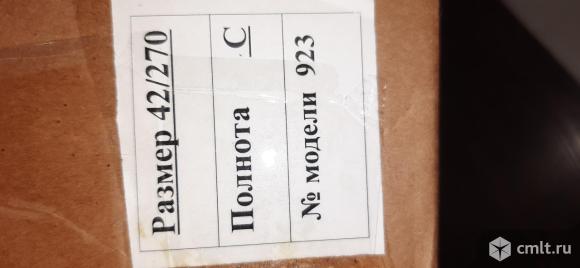 Размер 42/270
Полнота С
№ модели 923
cmlt.ru